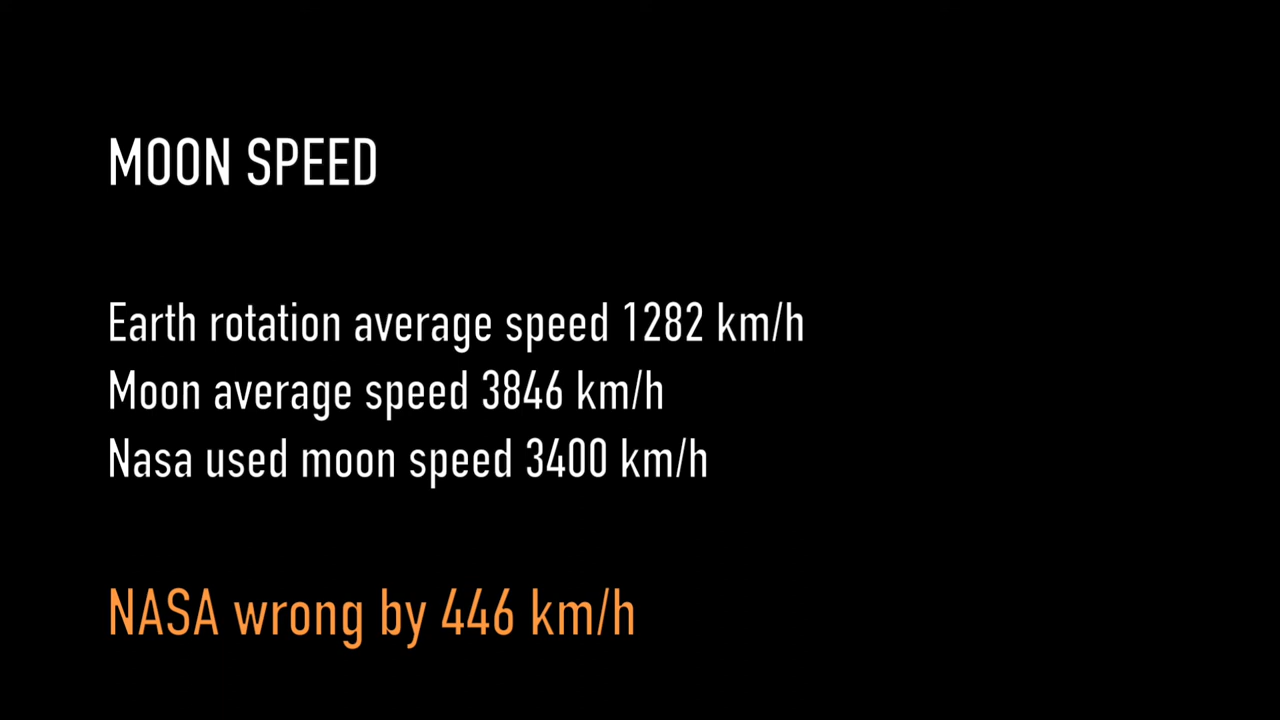 MOON SPEED
Earth rotation average speed 1282 km/h
Moon average speed 3846 km/h
Nasa used moon speed 3400 km/h
NASA wrong by 446 km/h